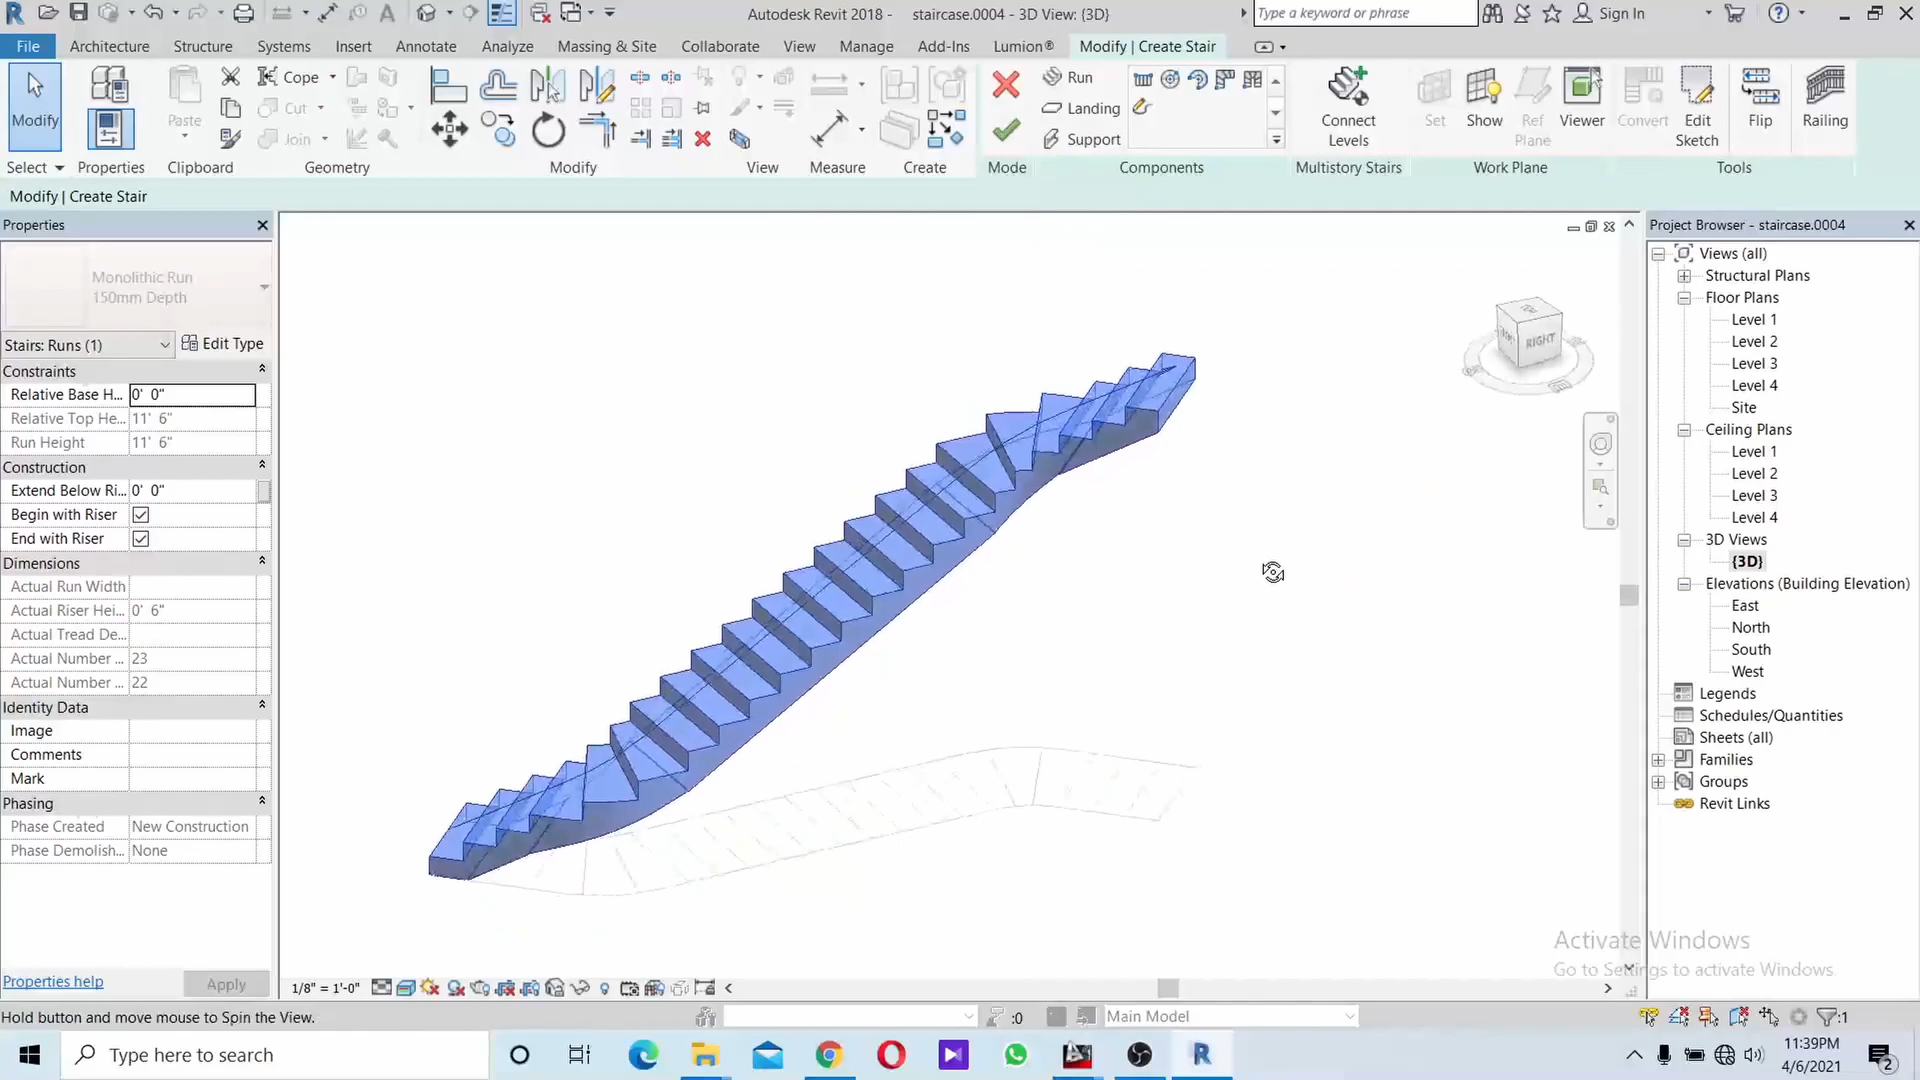 Autodesk Revit 2018 - staircase.0004 - 3D View: {3D}
Type a keyword or phrase
Sign In
File Architecture Structure Systems Insert Annotate Analyze Massing & Site Collaborate View Manage Add-Ins Lumion® Modify | Create Stair
Modify
Paste
Cope
Cut
Join
Run
Landing
Support
Connect Levels
Set
Show
Ref Plane
Viewer
Convert
Edit Sketch
Flip
Railing
Select Properties Clipboard Geometry Modify View Measure Create Mode Components Multistory Stairs Work Plane Tools
Modify | Create Stair
Properties
Monolithic Run
150mm Depth
Stairs: Runs (1)
Edit Type
Constraints
Relative Base H... 0' 0"
Relative Top He... 11' 6"
Run Height 11' 6"
Construction
Extend Below Ri... 0' 0"
Begin with Riser
End with Riser
Dimensions
Actual Run Width
Actual Riser Hei... 0' 6"
Actual Tread De...
Actual Number ... 23
Actual Number ... 22
Identity Data
Image
Comments
Mark
Phasing
Phase Created New Construction
Phase Demolish... None
Properties help
Apply
RIGHT
1/8" = 1'-0"
Project Browser - staircase.0004
Views (all)
Structural Plans
Floor Plans
Level 1
Level 2
Level 3
Level 4
Site
Ceiling Plans
Level 1
Level 2
Level 3
Level 4
3D Views
{3D}
Elevations (Building Elevation)
East
North
South
West
Legends
Schedules/Quantities
Sheets (all)
Families
Groups
Revit Links
Activate Windows
Go to Settings to activate Windows.
Hold button and move mouse to Spin the View.
:0
Main Model
:1
Type here to search
11:39PM
4/6/2021
2